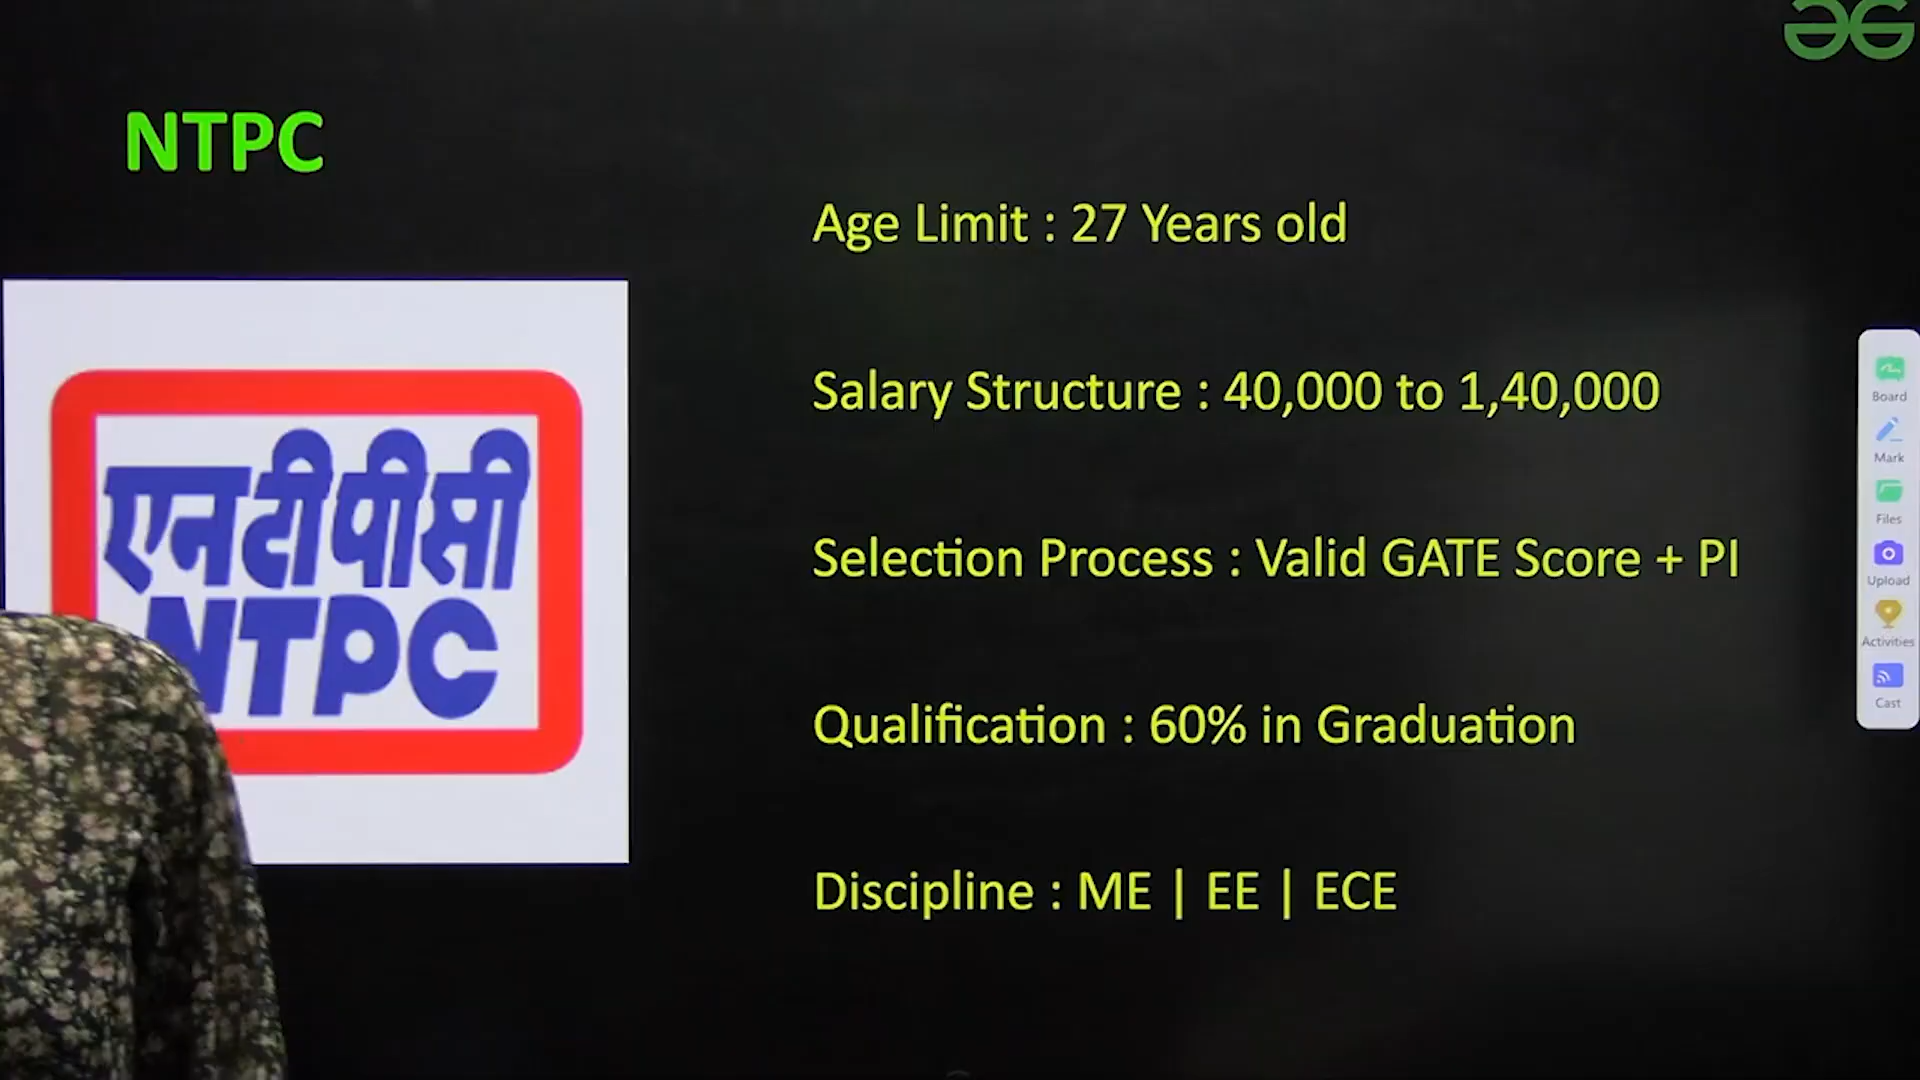 NTPC
Age Limit : 27 Years old
Salary Structure : 40,000 to 1,40,000
Selection Process : Valid GATE Score + PI
Qualification : 60% in Graduation
Discipline : ME | EE | ECE
एनटीपीसी
NTPC
Board
Mark
Files
Upload
Activities
Cast